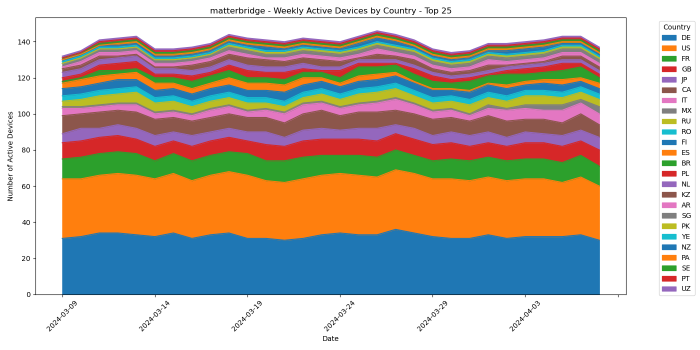 matterbridge - Weekly Active Devices by Country - Top 25
Number of Active Devices
140
120
100
80
60
40
20
0
2024-03-09
2024-03-14
2024-03-19
2024-03-24
2024-03-29
2024-04-03
Date
Country
DE
US
FR
GB
JP
CA
IT
MX
RU
RO
FI
ES
BR
PL
NL
KZ
AR
SG
PK
YE
NZ
PA
SE
PT
UZ